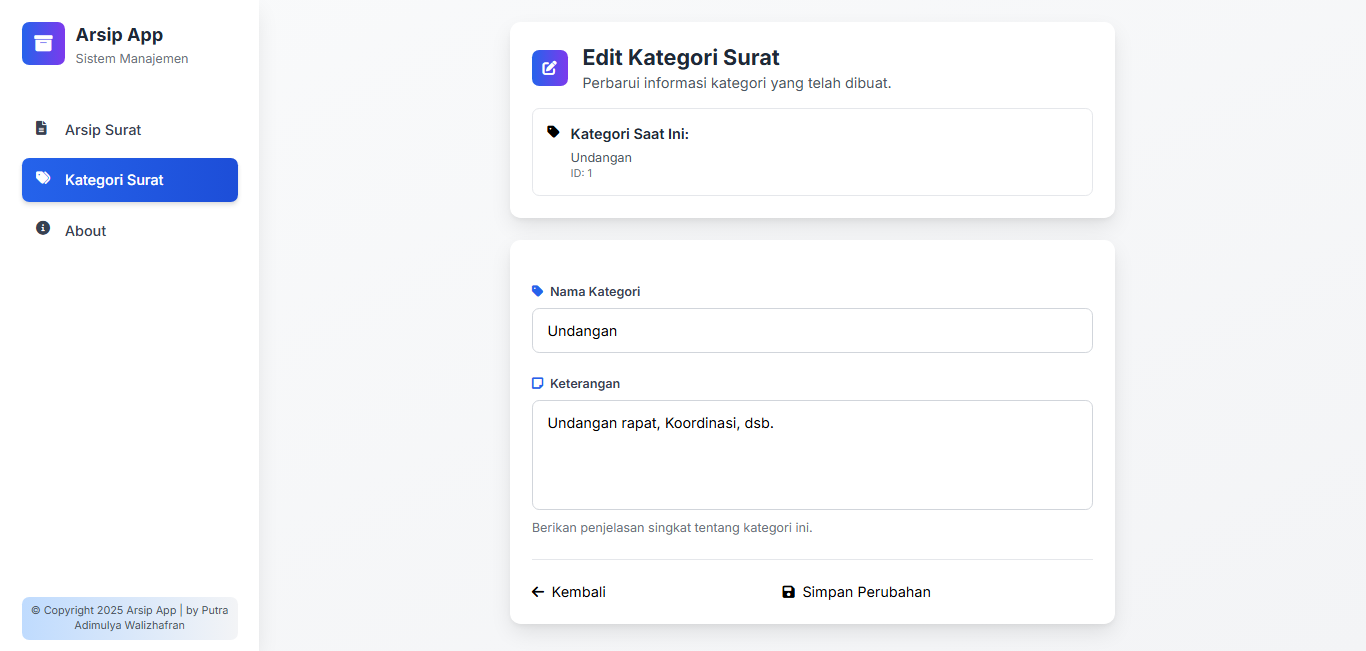 Arsip App
Sistem Manajemen
Arsip Surat
Kategori Surat
About
© Copyright 2025 Arsip App | by Putra
Adimulya Walizhafran
Edit Kategori Surat
Perbarui informasi kategori yang telah dibuat.
Kategori Saat Ini:
Undangan
ID: 1
Nama Kategori
Undangan
Keterangan
Undangan rapat, Koordinasi, dsb.
Berikan penjelasan singkat tentang kategori ini.
Kembali
Simpan Perubahan